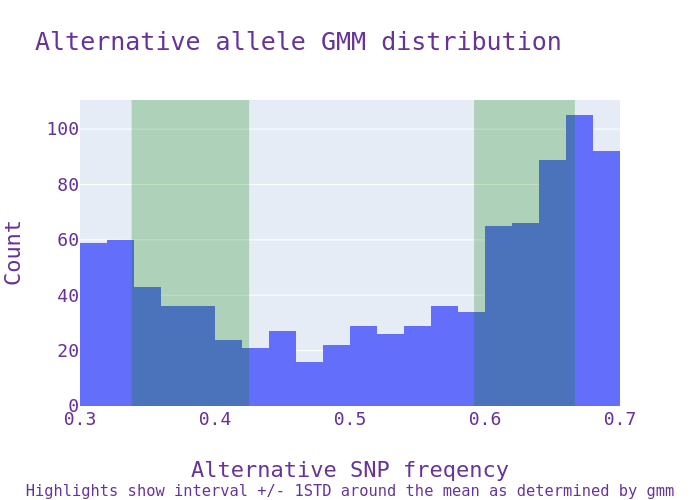 Alternative allele GMM distribution
100
80
60
40
20
0
Count
0.3 0.4 0.5 0.6 0.7
Alternative SNP freqency
Highlights show interval +/- 1STD around the mean as determined by gmm